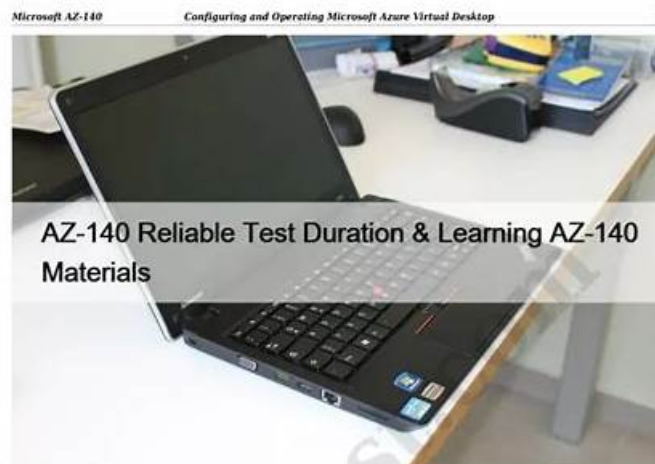 Microsoft AZ-140 Configuring and Operating Microsoft Azure Virtual Desktop
AZ-140 Reliable Test Duration & Learning AZ-140
Materials